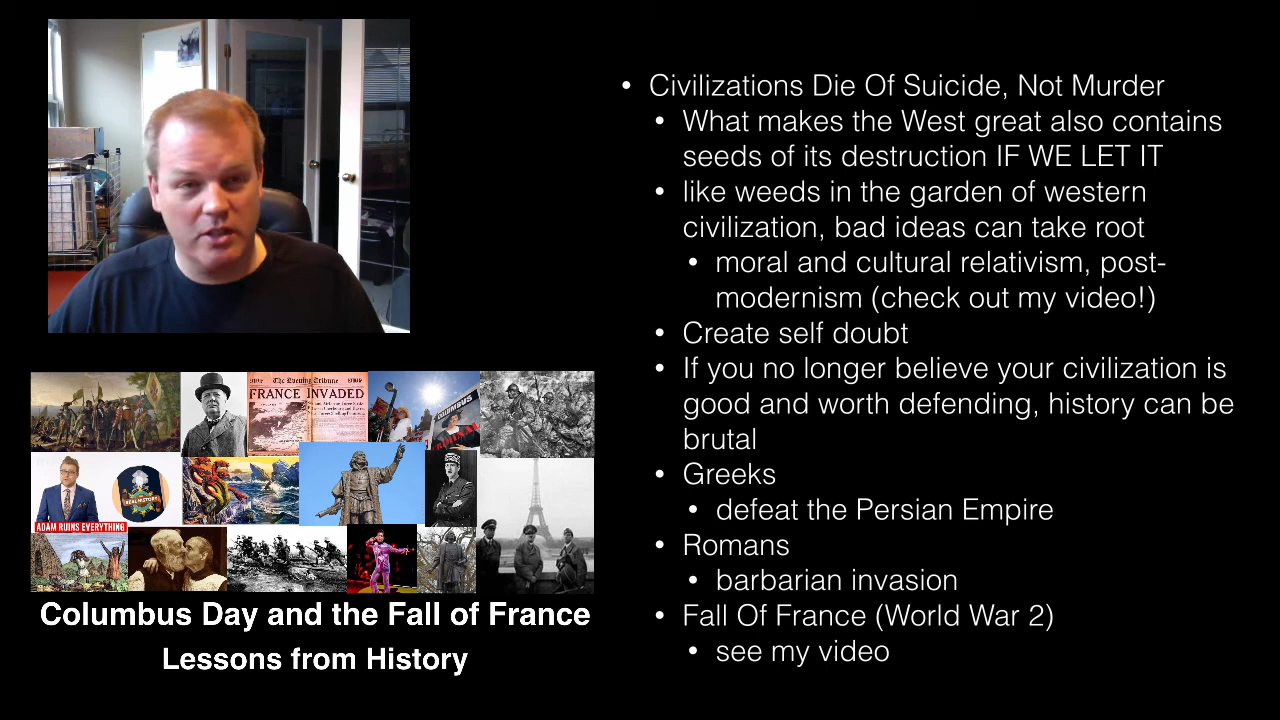 • Civilizations Die Of Suicide, Not Murder
• What makes the West great also contains
seeds of its destruction IF WE LET IT
• like weeds in the garden of western
civilization, bad ideas can take root
• moral and cultural relativism, post-
modernism (check out my video!)
• Create self doubt
• If you no longer believe your civilization is
good and worth defending, history can be
brutal
• Greeks
• defeat the Persian Empire
• Romans
• barbarian invasion
• Fall Of France (World War 2)
• see my video
The Evening Tribune
FRANCE INVADED
COLUMBUS
REAL HISTORY
ADAM RUINS EVERYTHING
Columbus Day and the Fall of France
Lessons from History